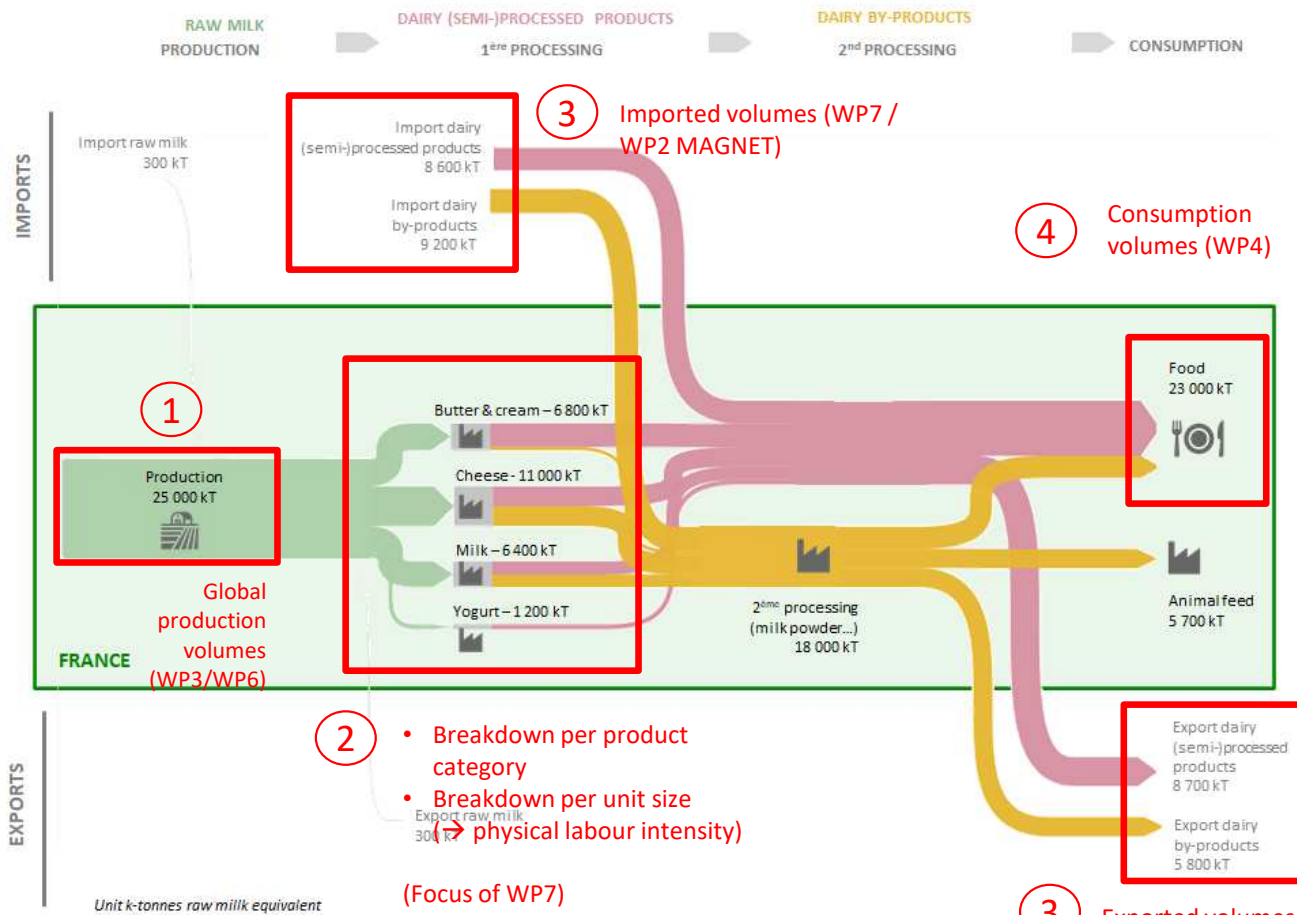 RAW MILK
PRODUCTION
DAIRY (SEMI-)PROCESSED PRODUCTS
1ère PROCESSING
DAIRY BY-PRODUCTS
2nd PROCESSING
CONSUMPTION
IMPORTS
Import raw milk
300 kT
Import dairy
(semi-)processed products
8 600 kT
Import dairy
by-products
9 200 kT
3
Imported volumes (WP7 /
WP2 MAGNET)
4
Consumption
volumes (WP4)
1
Production
25 000 kT
Global
production
volumes
(WP3/WP6)
FRANCE
Butter & cream – 6 800 kT
Cheese - 11 000 kT
Milk – 6 400 kT
Yogurt – 1 200 kT
2ème processing
(milk powder...)
18 000 kT
Food
23 000 kT
Animal feed
5 700 kT
EXPORTS
2
• Breakdown per product
category
• Breakdown per unit size
(→ physical labour intensity)
(Focus of WP7)
Export raw milk
300 kT
Export dairy
(semi-)processed
products
8 700 kT
Export dairy
by-products
5 800 kT
3
Exported volumes
Unit k-tonnes raw millk equivalent